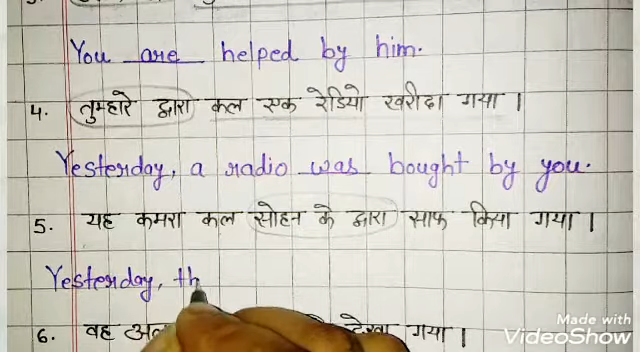 You are helped by him.
4. तुम्हारे द्वारा कल एक रेडियो खरीदा गया ।
Yesterday, a radio was bought by you.
5. यह कमरा कल सोहन के द्वारा साफ किया गया ।
Yesterday, th
6. वह देखा गया ।
Made with
VideoShow